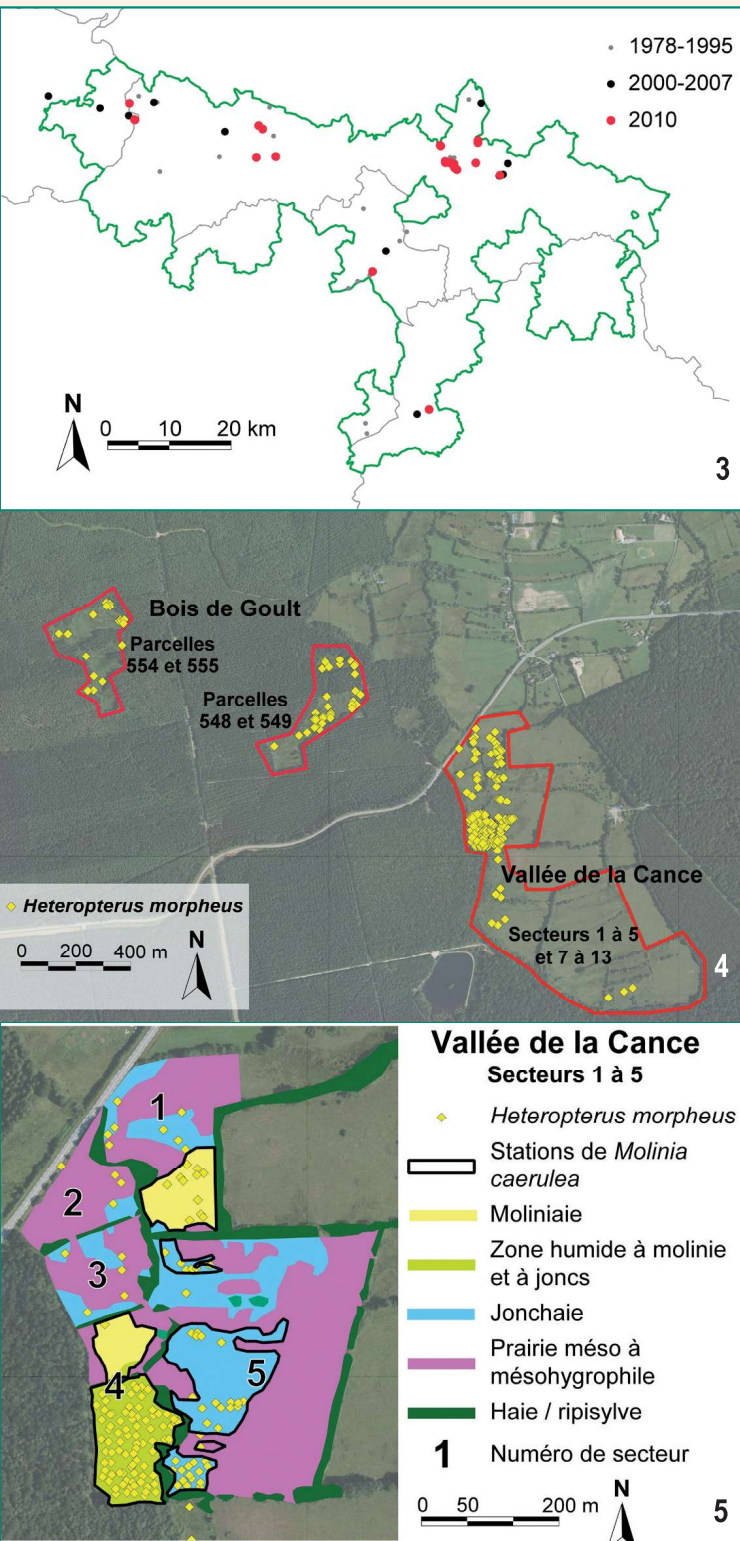 1978-1995
2000-2007
2010
N
0 10 20 km
3
Bois de Goult
Parcelles
554 et 555
Parcelles
548 et 549
Vallée de la Cance
Secteurs 1 à 5
et 7 à 13
Heteropterus morpheus
N
0 200 400 m
4
1
2
3
4
5
Vallée de la Cance
Secteurs 1 à 5
Heteropterus morpheus
Stations de Molinia
caerulea
Moliniaie
Zone humide à molinie
et à joncs
Jonchaie
Prairie méso à
mésohygrophile
Haie / ripisylve
1 Numéro de secteur
N
0 50 200 m
5